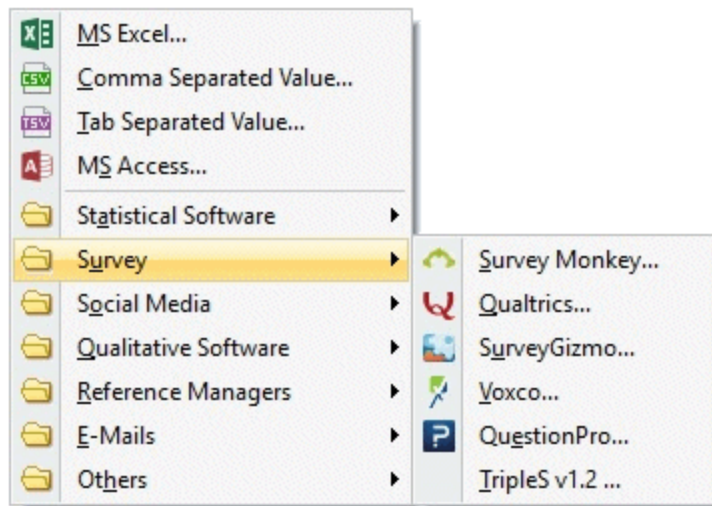 MS Excel...
Comma Separated Value...
Tab Separated Value...
MS Access...
Statistical Software
Survey
Social Media
Qualitative Software
Reference Managers
E-Mails
Others
Survey Monkey...
Qualtrics...
SurveyGizmo...
Voxco...
QuestionPro...
TripleS v1.2 ...